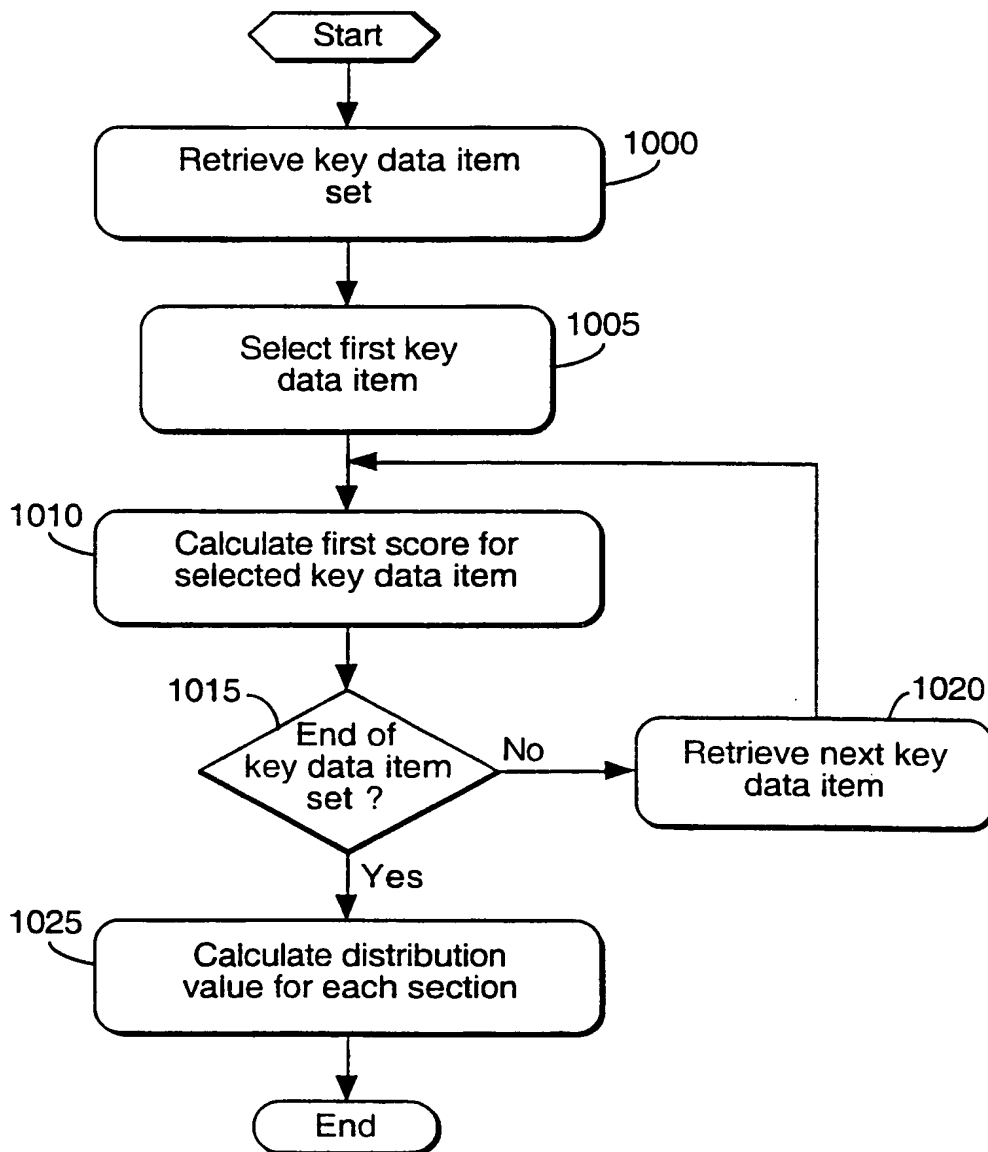 Start
Retrieve key data item
set
1000
Select first key
data item
1005
1010
Calculate first score for
selected key data item
1015
End of
key data item
set ?
No
1020
Retrieve next key
data item
Yes
1025
Calculate distribution
value for each section
End